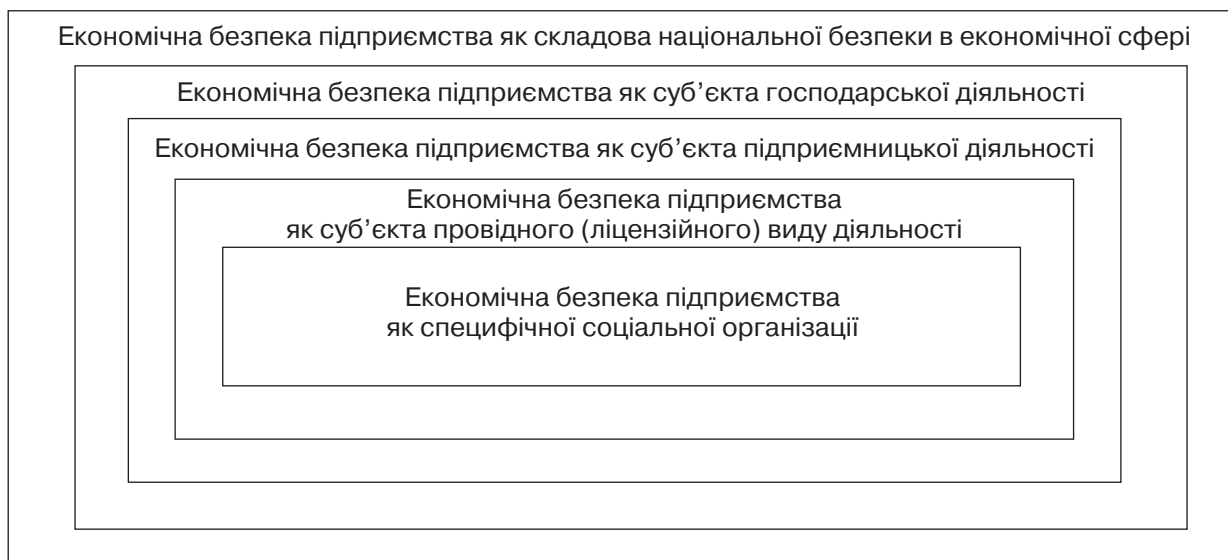 Економічна безпека підприємства як складова національної безпеки в економічної сфері
Економічна безпека підприємства як суб’єкта господарської діяльності
Економічна безпека підприємства як суб’єкта підприємницької діяльності
Економічна безпека підприємства
як суб’єкта провідного (ліцензійного) виду діяльності
Економічна безпека підприємства
як специфічної соціальної організації